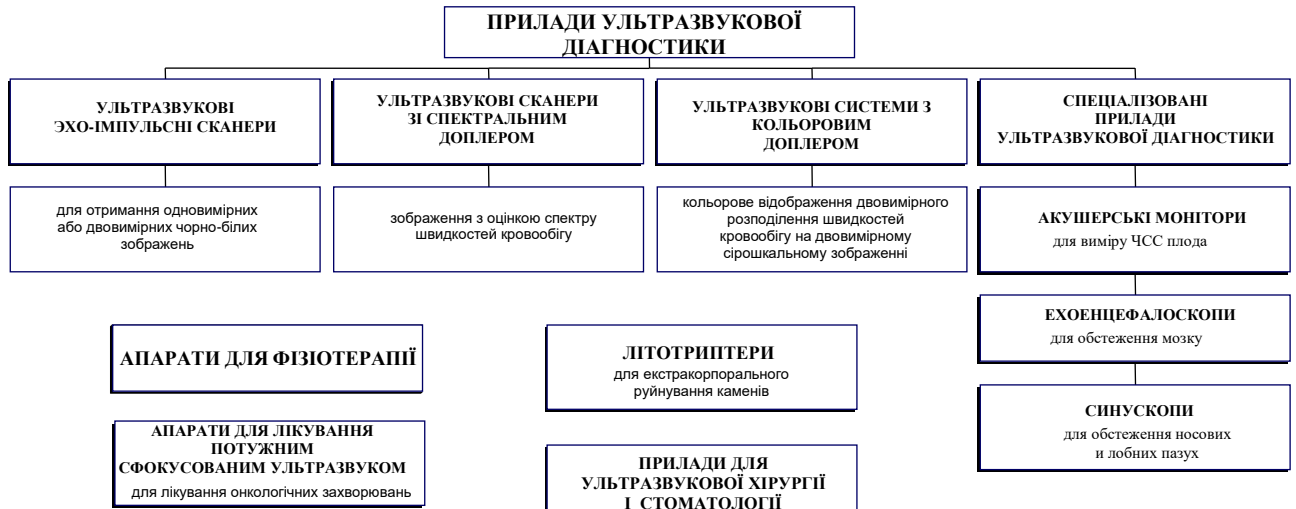 ПРИЛАДИ УЛЬТРАЗВУКОВОЇ
ДІАГНОСТИКИ
УЛЬТРАЗВУКОВІ
ЭХО-ІМПУЛЬСНІ СКАНЕРИ
для отримання одновимірних
або двовимірних чорно-білих
зображень
УЛЬТРАЗВУКОВІ СКАНЕРИ
ЗІ СПЕКТРАЛЬНИМ
ДОПЛЕРОМ
зображення з оцінкою спектру
швидкостей кровообігу
УЛЬТРАЗВУКОВІ СИСТЕМИ З
КОЛЬОРОВИМ
ДОПЛЕРОМ
кольорове відображення двовимірного
розподілення швидкостей
кровообігу на двовимірному
сірошкальному зображенні
СПЕЦІАЛІЗОВАНІ
ПРИЛАДИ
УЛЬТРАЗВУКОВОЇ ДІАГНОСТИКИ
АКУШЕРСЬКІ МОНІТОРИ
для виміру ЧСС плода
ЕХОЕНЦЕФАЛОСКОПИ
для обстеження мозку
СИНУСКОПИ
для обстеження носових
и лобних пазух
АПАРАТИ ДЛЯ ФІЗІОТЕРАПІЇ
АПАРАТИ ДЛЯ ЛІКУВАННЯ
ПОТУЖНИМ
СФОКУСОВАНИМ УЛЬТРАЗВУКОМ
для лікування онкологічних захворювань
ЛІТОТРИПТЕРИ
для екстракорпорального
руйнування каменів
ПРИЛАДИ ДЛЯ
УЛЬТРАЗВУКОВОЇ ХІРУРГІЇ
І СТОМАТОЛОГІЇ